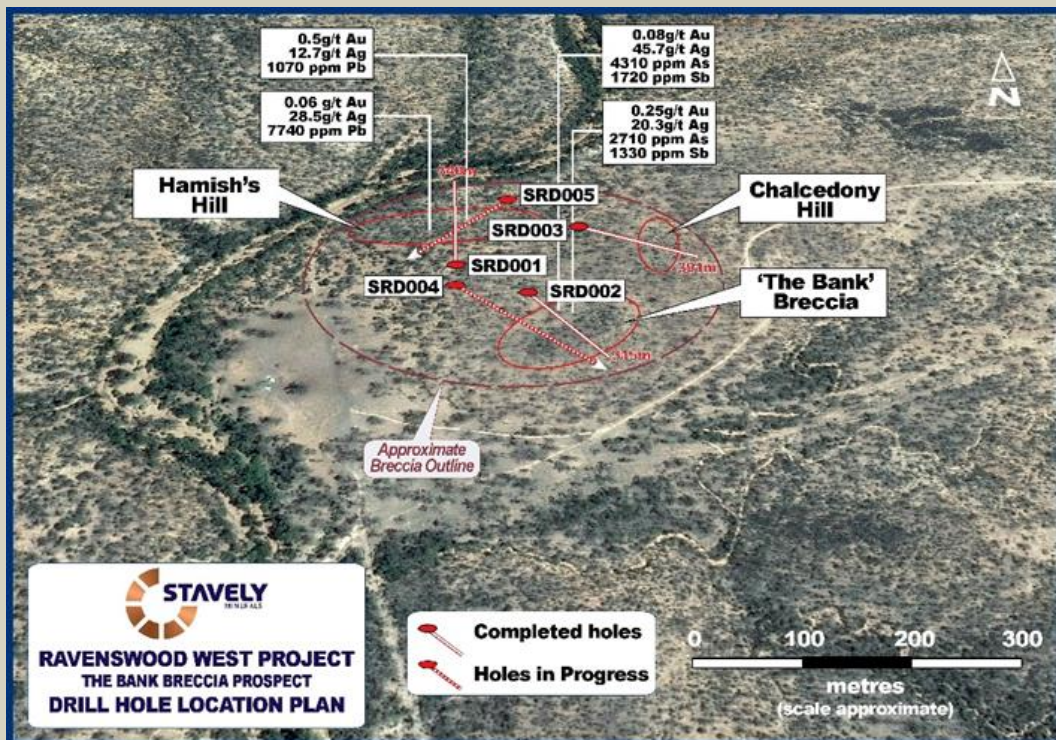 0.5g/t Au
12.7g/t Ag
1070 ppm Pb
0.08g/t Au
45.7g/t Ag
4310 ppm As
1720 ppm Sb
0.06 g/t Au
28.5g/t Ag
7740 ppm Pb
0.25g/t Au
20.3g/t Ag
2710 ppm As
1330 ppm Sb
N
Hamish's
Hill
SRD005
Chalcedony
Hill
SRD003
391m
SRD001
SRD004
SRD002
'The Bank'
Breccia
315m
Approximate
Breccia Outline
STAVELY
MINERALS
RAVENSWOOD WEST PROJECT
THE BANK BRECCIA PROSPECT
DRILL HOLE LOCATION PLAN
Completed holes
Holes in Progress
0 100 200 300
metres
(scale approximate)